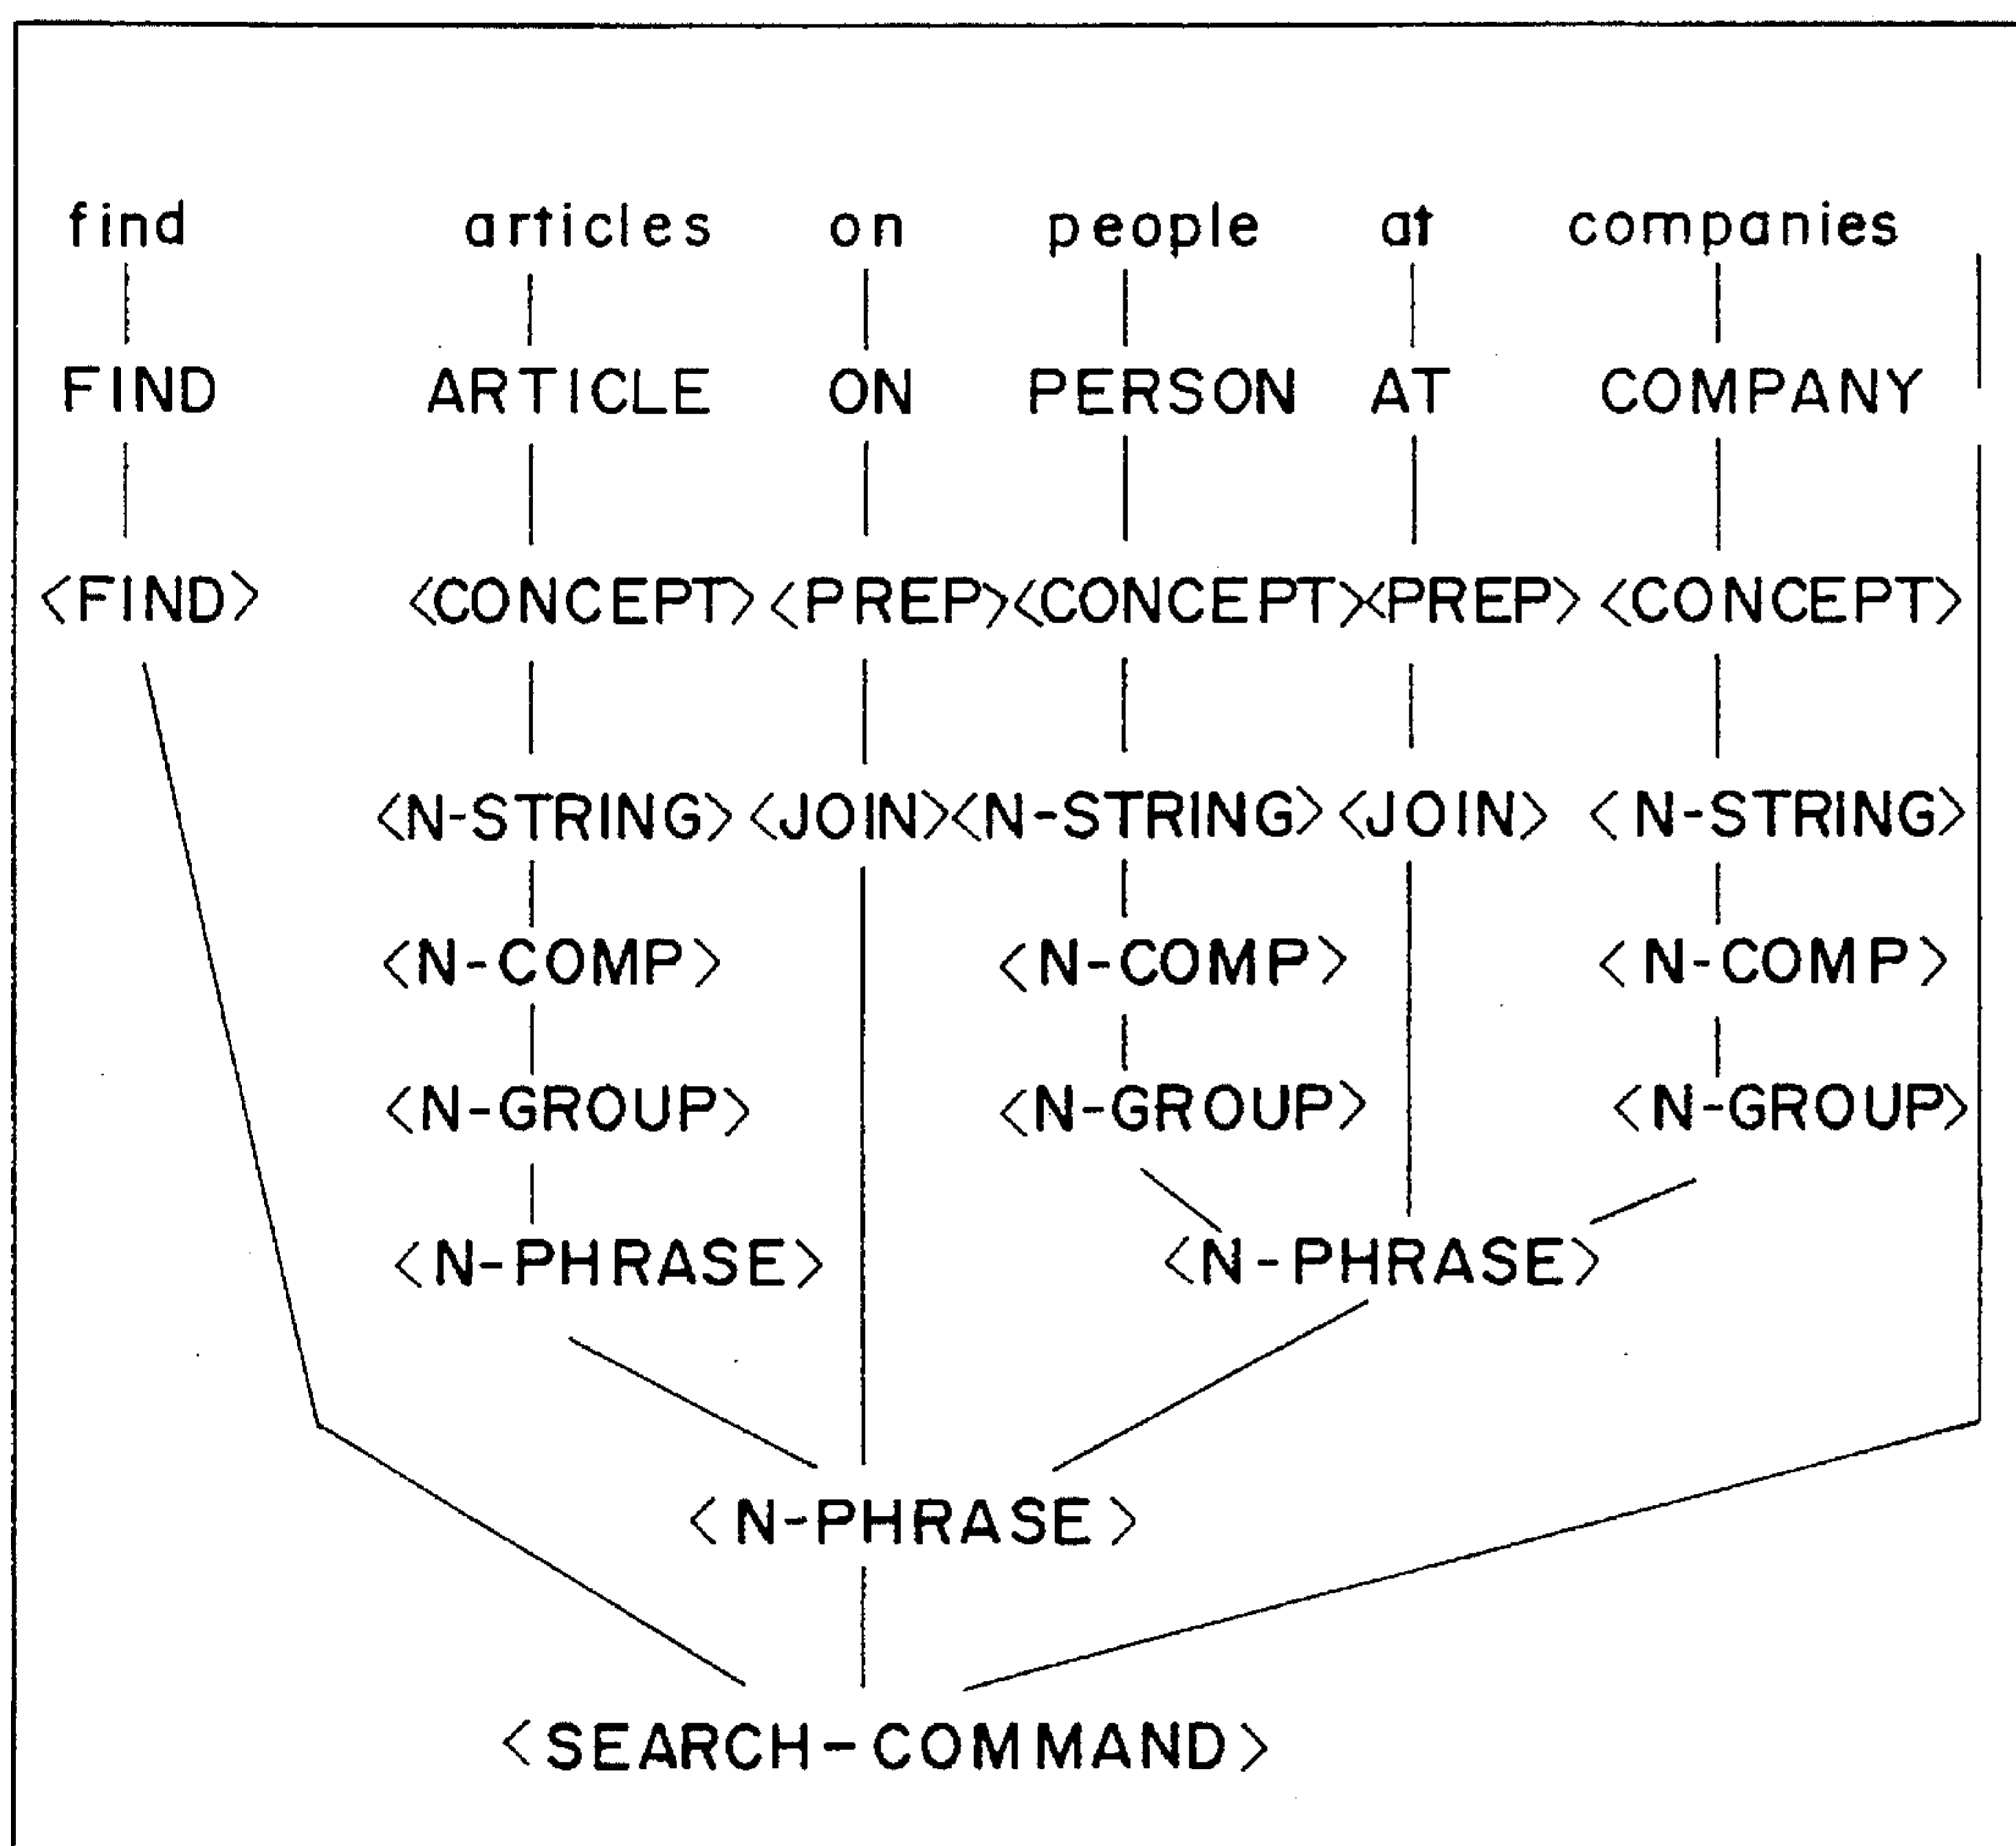 find articles on people at companies
FIND ARTICLE ON PERSON AT COMPANY
<FIND> <CONCEPT> <PREP> <CONCEPT> <PREP> <CONCEPT>
<N-STRING> <JOIN> <N-STRING> <JOIN> <N-STRING>
<N-COMP> <N-COMP> <N-COMP>
<N-GROUP> <N-GROUP> <N-GROUP>
<N-PHRASE> <N-PHRASE>
<N-PHRASE>
<SEARCH-COMMAND>